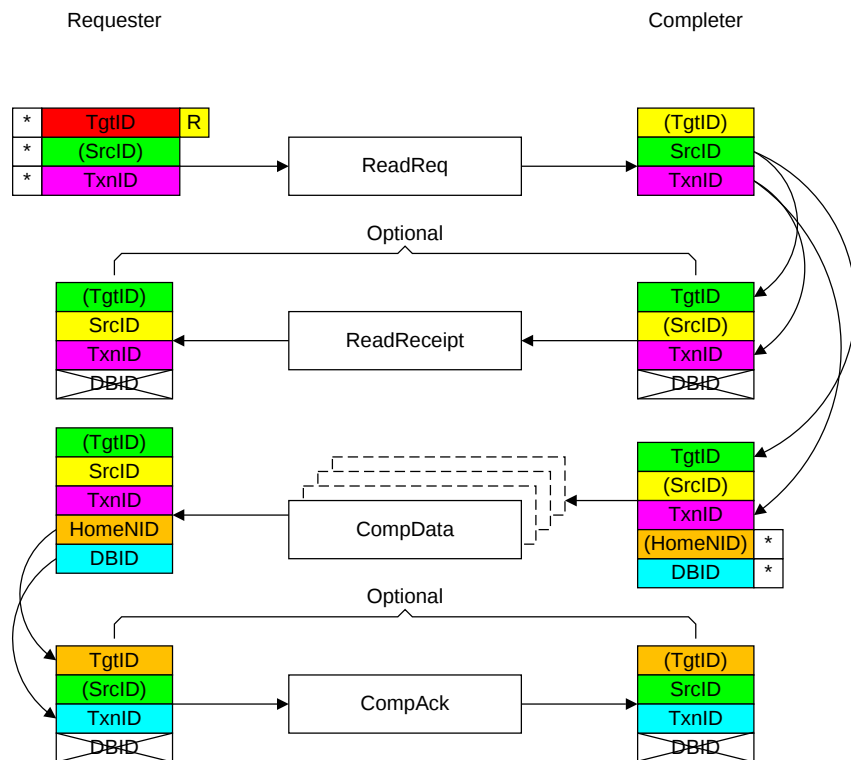 Requester
Completer
* TgtID R
* (SrcID)
* TxnID
ReadReq
(TgtID)
SrcID
TxnID
Optional
(TgtID)
SrcID
TxnID
DBID
ReadReceipt
TgtID
(SrcID)
TxnID
DBID
(TgtID)
SrcID
TxnID
HomeNID
DBID
CompData
TgtID
(SrcID)
TxnID
(HomeNID) *
DBID *
Optional
TgtID
(SrcID)
TxnID
DBID
CompAck
(TgtID)
SrcID
TxnID
DBID